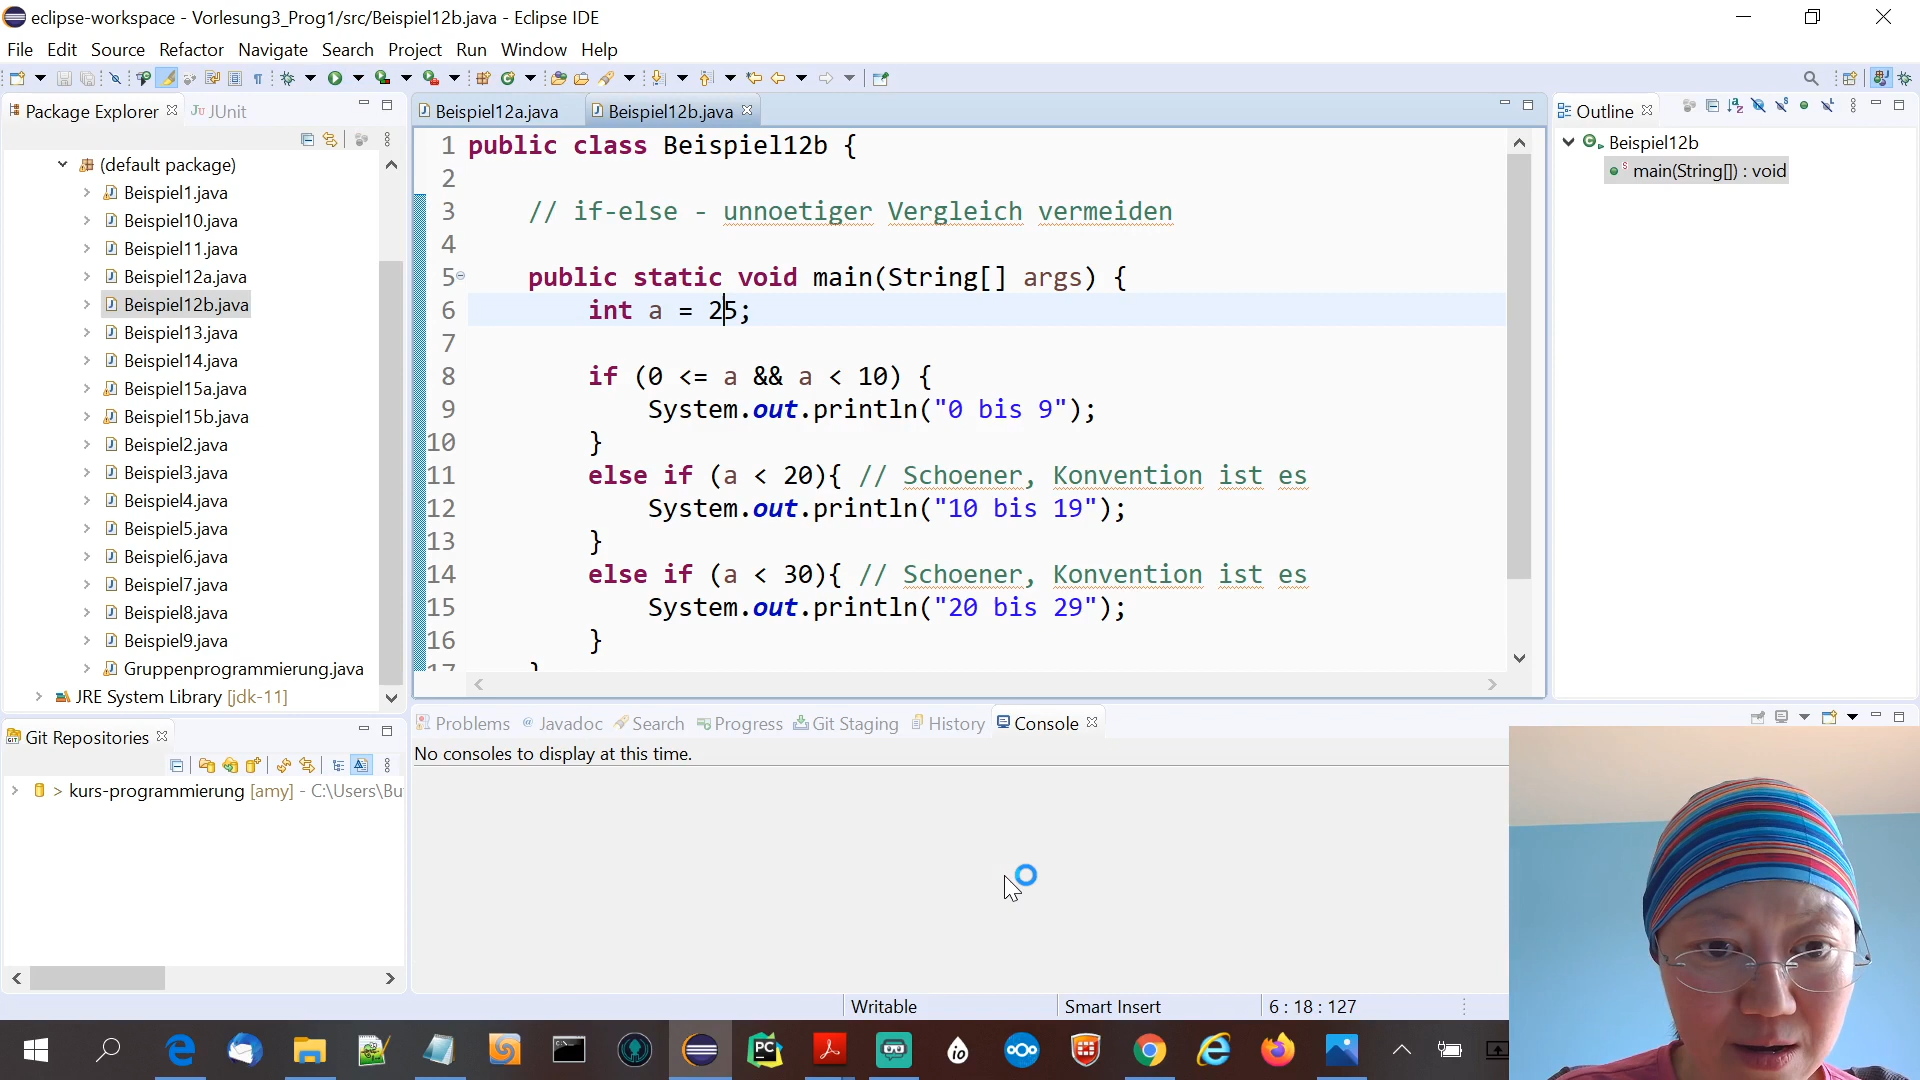 eclipse-workspace - Vorlesung3_Prog1/src/Beispiel12b.java - Eclipse IDE
File Edit Source Refactor Navigate Search Project Run Window Help
Package Explorer JUnit
(default package)
Beispiel1.java
Beispiel10.java
Beispiel11.java
Beispiel12a.java
Beispiel12b.java
Beispiel13.java
Beispiel14.java
Beispiel15a.java
Beispiel15b.java
Beispiel2.java
Beispiel3.java
Beispiel4.java
Beispiel5.java
Beispiel6.java
Beispiel7.java
Beispiel8.java
Beispiel9.java
Gruppenprogrammierung.java
JRE System Library [jdk-11]
Beispiel12a.java Beispiel12b.java
1 public class Beispiel12b {
2
3 // if-else - unnoetiger Vergleich vermeiden
4
5 public static void main(String[] args) {
6 int a = 25;
7
8 if (0 <= a && a < 10) {
9 System.out.println("0 bis 9");
10 }
11 else if (a < 20){ // Schoener, Konvention ist es
12 System.out.println("10 bis 19");
13 }
14 else if (a < 30){ // Schoener, Konvention ist es
15 System.out.println("20 bis 29");
16 }
17 }
Outline
Beispiel12b
main(String[]) : void
Git Repositories
> kurs-programmierung [amy] - C:\Users\Bu
Problems Javadoc Search Progress Git Staging History Console
No consoles to display at this time.
Writable Smart Insert 6 : 18 : 127
PC
io